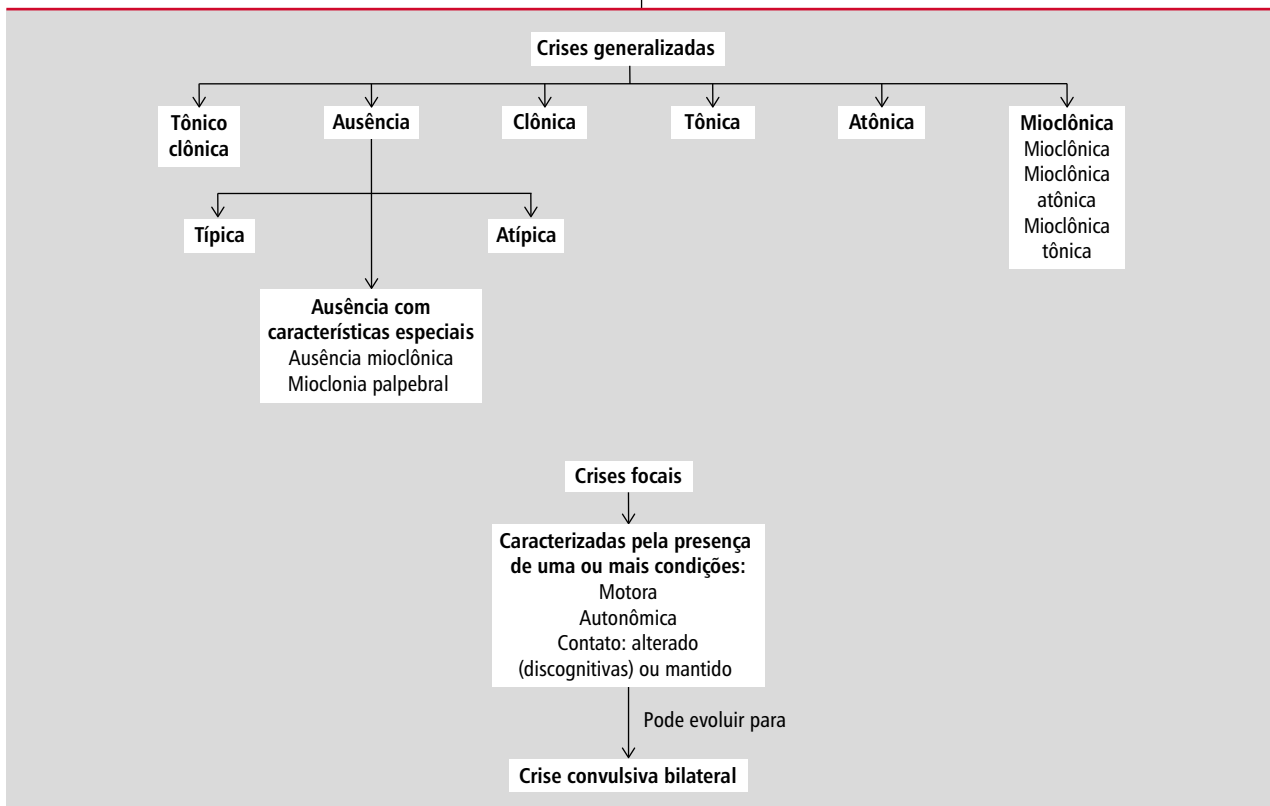 Crises generalizadas
Tônico
clônica
Ausência
Clônica
Tônica
Atônica
Mioclônica
Mioclônica
Mioclônica
atônica
Mioclônica
tônica
Típica
Atípica
Ausência com
características especiais
Ausência mioclônica
Mioclonia palpebral
Crises focais
Caracterizadas pela presença
de uma ou mais condições:
Motora
Autonômica
Contato: alterado
(discognitivas) ou mantido
Pode evoluir para
Crise convulsiva bilateral